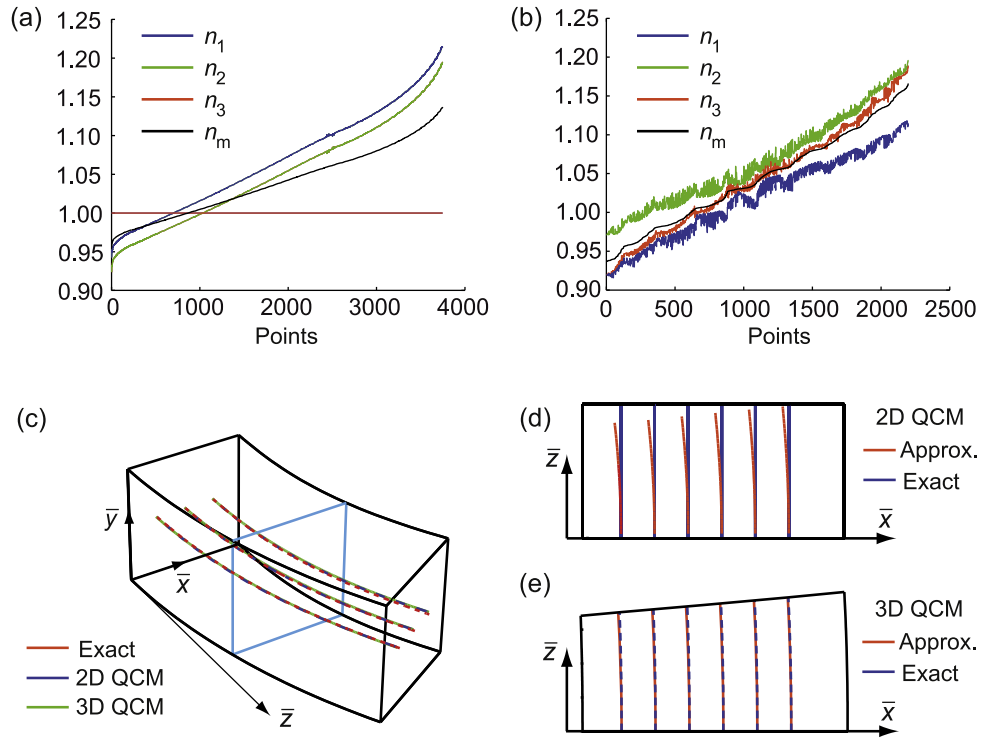 (a)
1.25
1.20
1.15
1.10
1.05
1.00
0.95
0.90
n1
n2
n3
nm
0
1000
2000
3000
4000
Points
(b)
1.25
1.20
1.15
1.10
1.05
1.00
0.95
0.90
n1
n2
n3
nm
0
500
1000
1500
2000
2500
Points
(c)
y̅
x̅
z̅
Exact
2D QCM
3D QCM
(d)
z̅
x̅
2D QCM
Approx.
Exact
(e)
z̅
x̅
3D QCM
Approx.
Exact